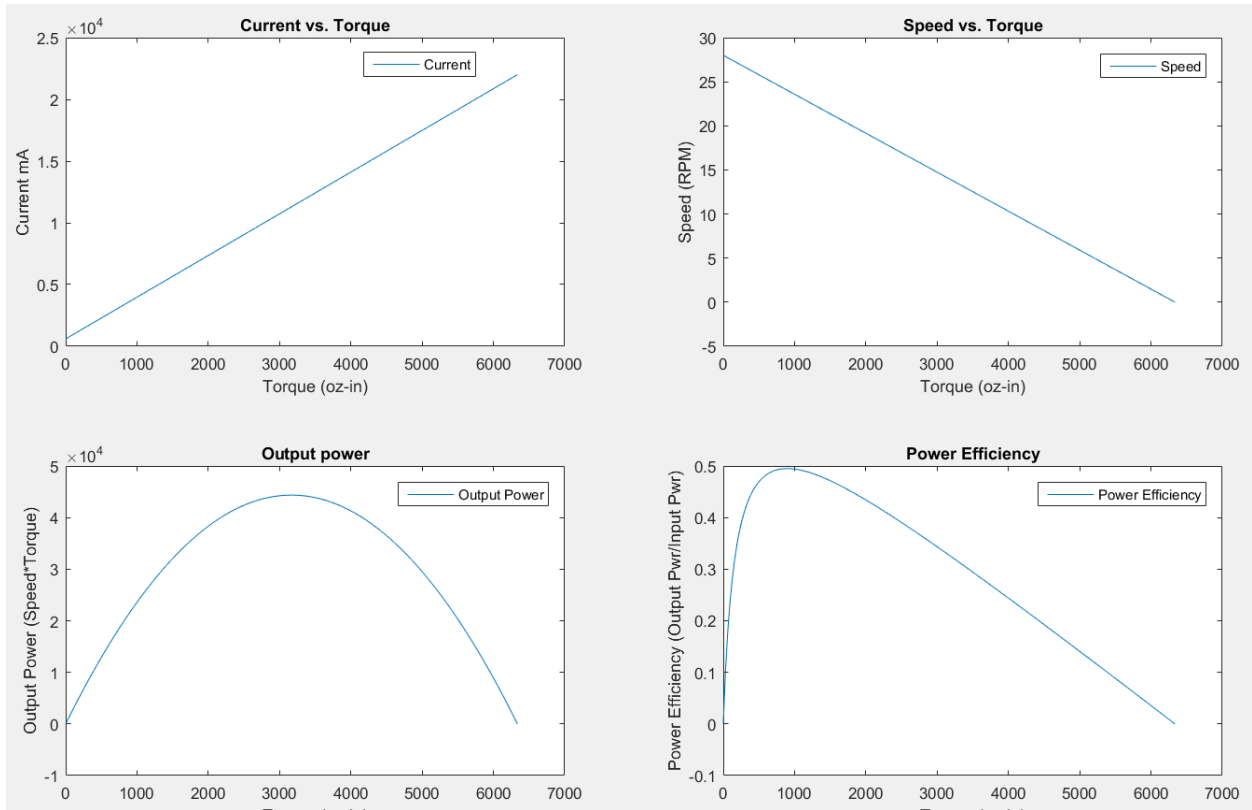 Current vs. Torque
×10^4
2.5
2
1.5
1
0.5
0
Current mA
Current
0 1000 2000 3000 4000 5000 6000 7000
Torque (oz-in)
Speed vs. Torque
30
25
20
15
10
5
0
-5
Speed (RPM)
Speed
0 1000 2000 3000 4000 5000 6000 7000
Torque (oz-in)
Output power
×10^4
5
4
3
2
1
0
-1
Output Power (Speed*Torque)
Output Power
0 1000 2000 3000 4000 5000 6000 7000
Power Efficiency
0.5
0.4
0.3
0.2
0.1
0
-0.1
Power Efficiency (Output Pwr/Input Pwr)
Power Efficiency
0 1000 2000 3000 4000 5000 6000 7000